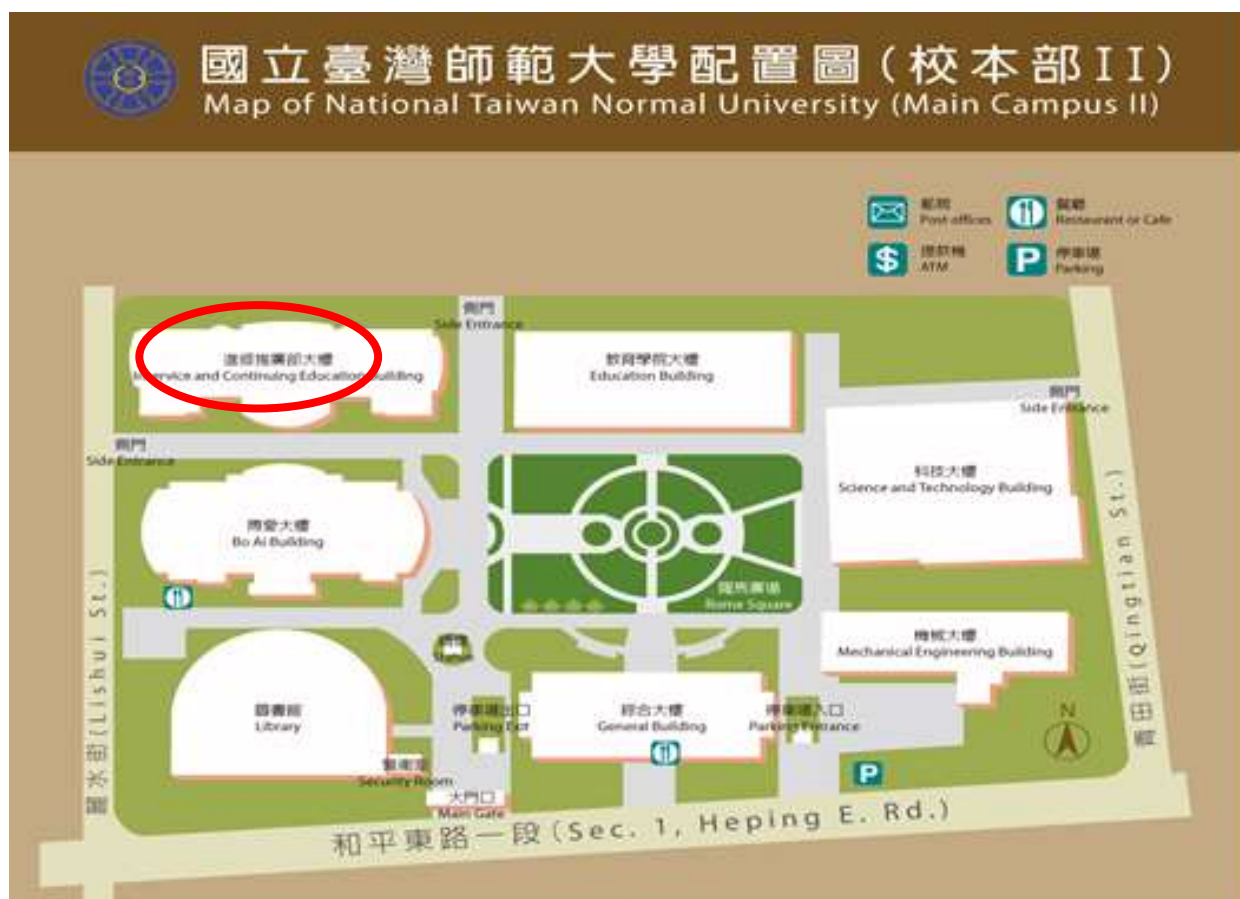 國立臺灣師範大學配置圖(校本部II)
Map of National Taiwan Normal University (Main Campus II)
郵局
Post offices
餐廳
Restaurant or Cafe
提款機
ATM
停車場
Parking
側門
Side Entrance
進修推廣部大樓
Inservice and Continuing Education Building
教育學院大樓
Education Building
側門
Side Entrance
側門
Side Entrance
科技大樓
Science and Technology Building
博愛大樓
Bo Ai Building
羅馬廣場
Rome Square
機械大樓
Mechanical Engineering Building
圖書館
Library
停車場出口
Parking Exit
綜合大樓
General Building
停車場入口
Parking Entrance
N
警衛室
Security Room
大門口
Main Gate
P
和平東路一段(Sec. 1, Heping E. Rd.)
麗水街(Lishui St.)
青田街(Qingtian St.)